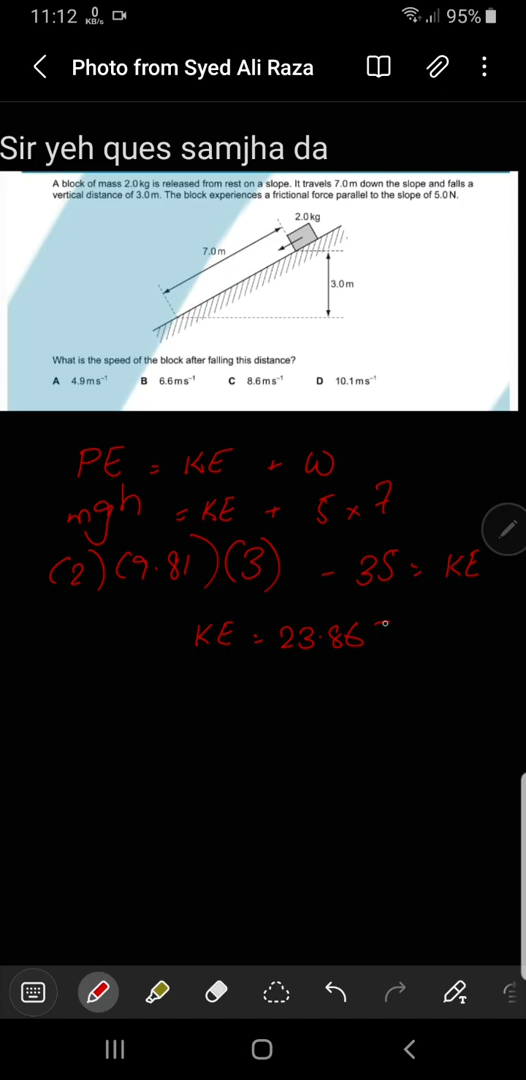 11:12 0 KB/s 95%
Photo from Syed Ali Raza
Sir yeh ques samjha da
A block of mass 2.0 kg is released from rest on a slope. It travels 7.0 m down the slope and falls a
vertical distance of 3.0 m. The block experiences a frictional force parallel to the slope of 5.0 N.
2.0 kg
7.0 m
3.0 m
What is the speed of the block after falling this distance?
A 4.9 m s⁻¹ B 6.6 m s⁻¹ C 8.6 m s⁻¹ D 10.1 m s⁻¹
PE = KE + W
mgh = KE + 5 × 7
(2)(9.81)(3) - 35 = KE
KE = 23.86
T